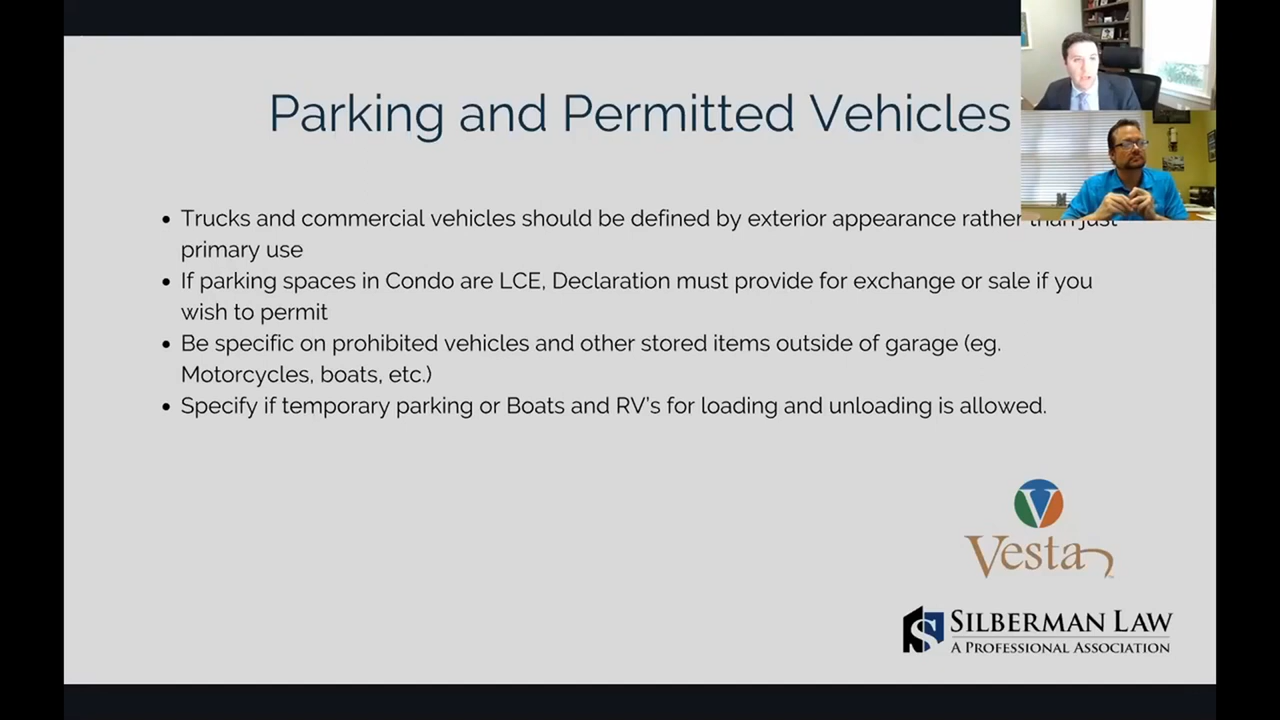 Parking and Permitted Vehicles
• Trucks and commercial vehicles should be defined by exterior appearance rather than just
primary use
• If parking spaces in Condo are LCE, Declaration must provide for exchange or sale if you
wish to permit
• Be specific on prohibited vehicles and other stored items outside of garage (eg.
Motorcycles, boats, etc.)
• Specify if temporary parking or Boats and RV’s for loading and unloading is allowed.
V
Vesta
S
SILBERMAN LAW
A PROFESSIONAL ASSOCIATION